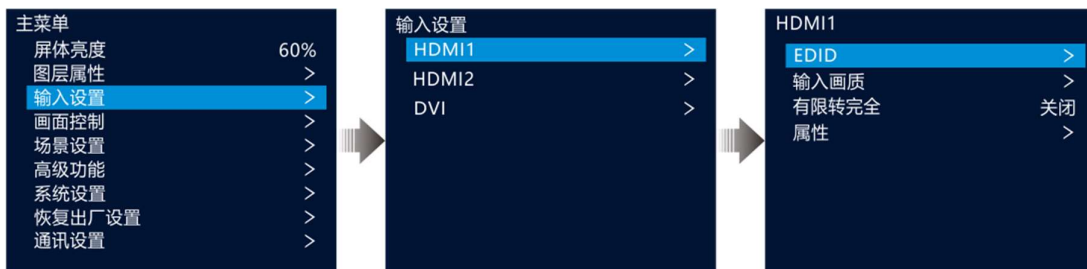 主菜单
屏体亮度 60%
图层属性 >
输入设置 >
画面控制 >
场景设置 >
高级功能 >
系统设置 >
恢复出厂设置 >
通讯设置 >
输入设置
HDMI1 >
HDMI2 >
DVI >
HDMI1
EDID >
输入画质 >
有限转完全 关闭
属性 >